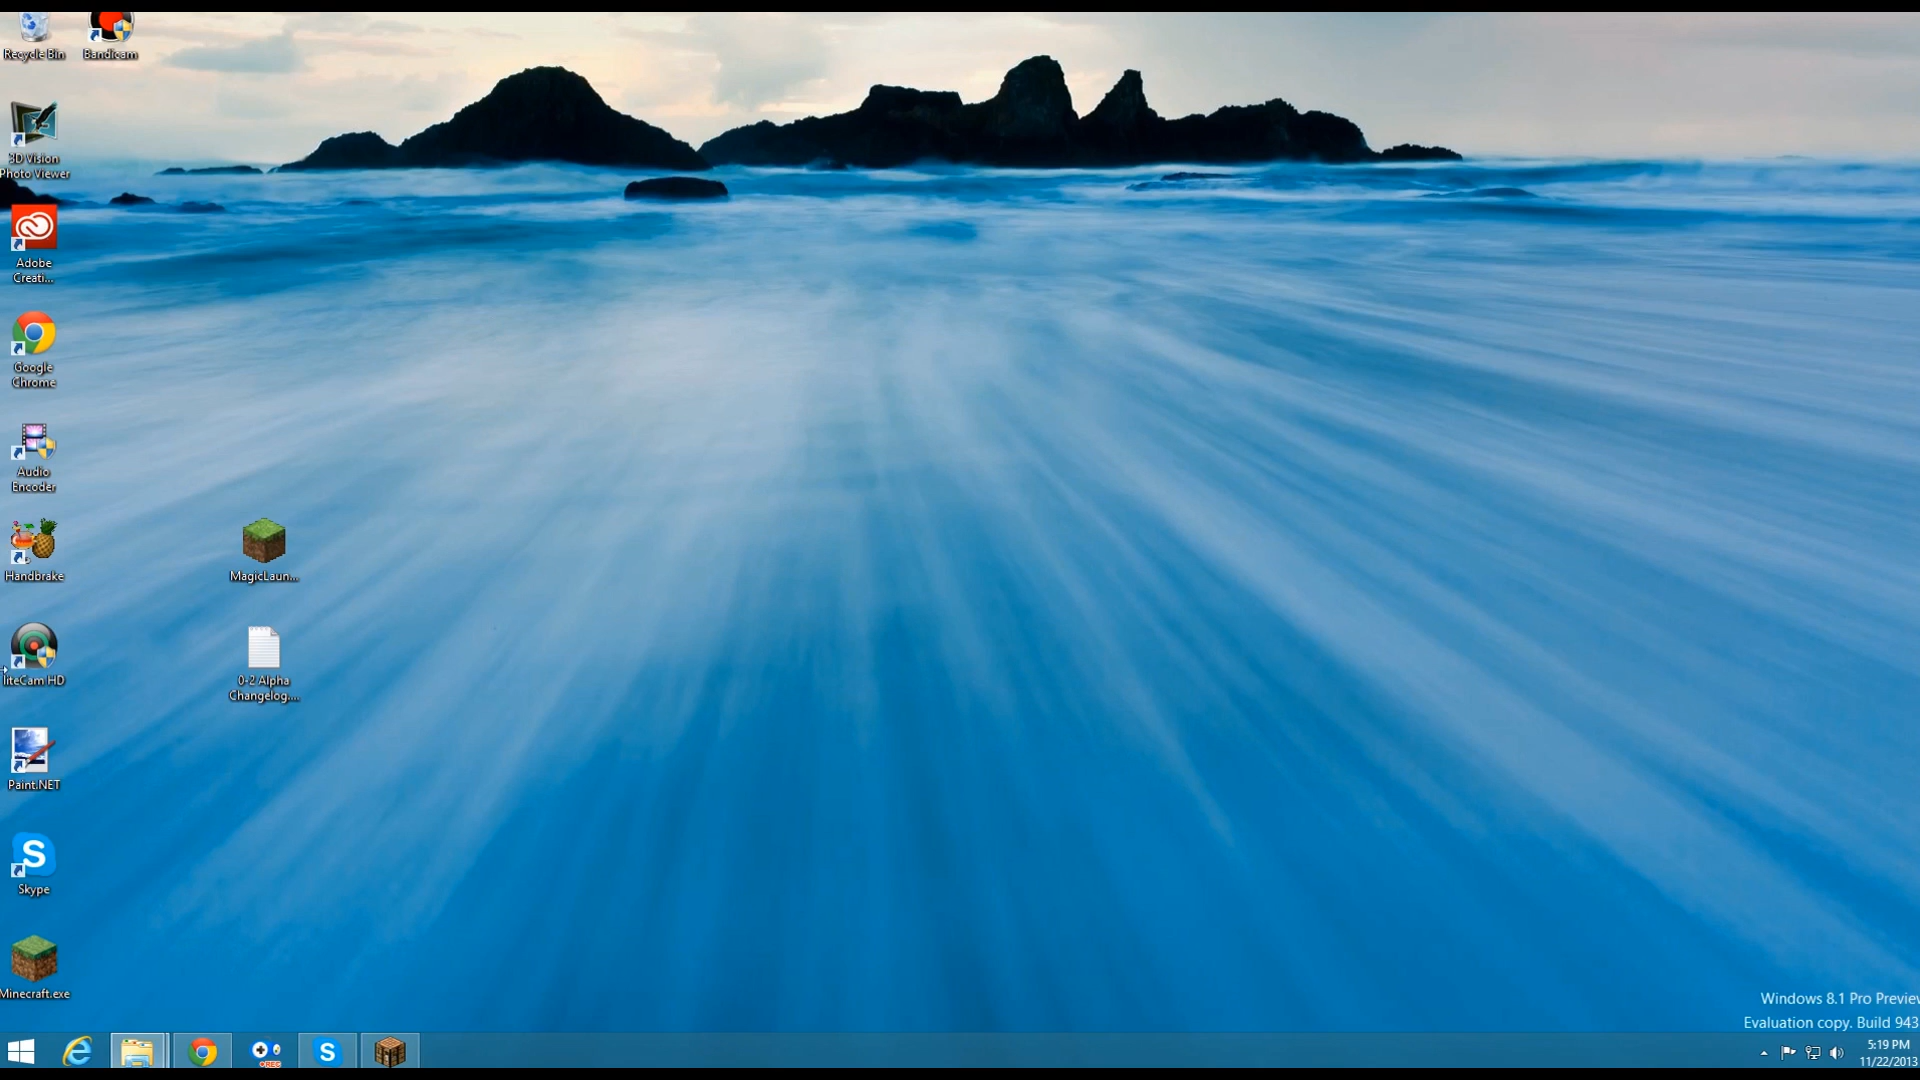 Recycle Bin
Bandicam
3D Vision
Photo Viewer
Adobe
Creati...
Google
Chrome
Audio
Encoder
Handbrake
MagicLaun...
liteCam HD
0-2 Alpha
Changelog....
Paint.NET
S
Skype
Minecraft.exe
Windows 8.1 Pro Preview
Evaluation copy. Build 943
REC
S
5:19 PM
11/22/2013